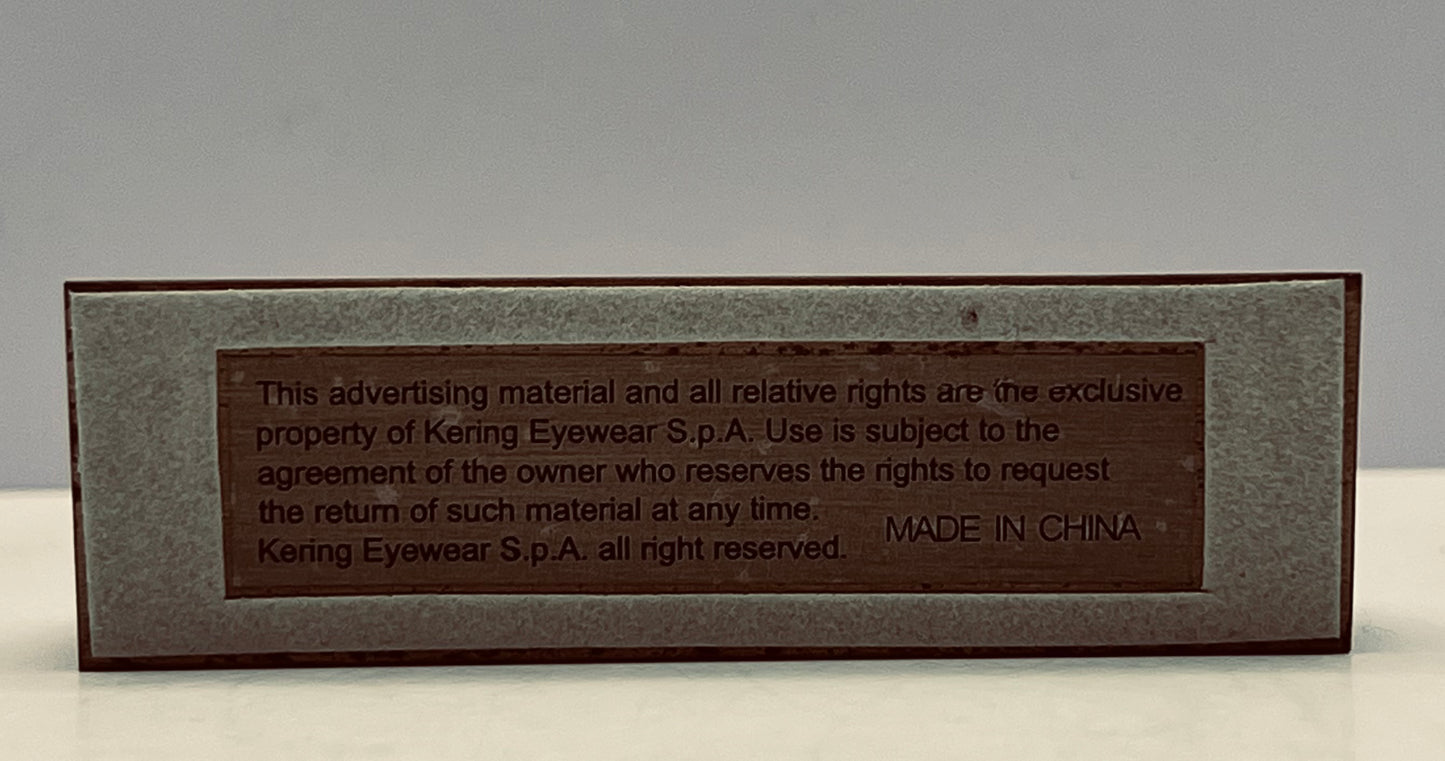 This advertising material and all relative rights are the exclusive
property of Kering Eyewear S.p.A. Use is subject to the
agreement of the owner who reserves the rights to request
the return of such material at any time.
Kering Eyewear S.p.A. all right reserved.
MADE IN CHINA